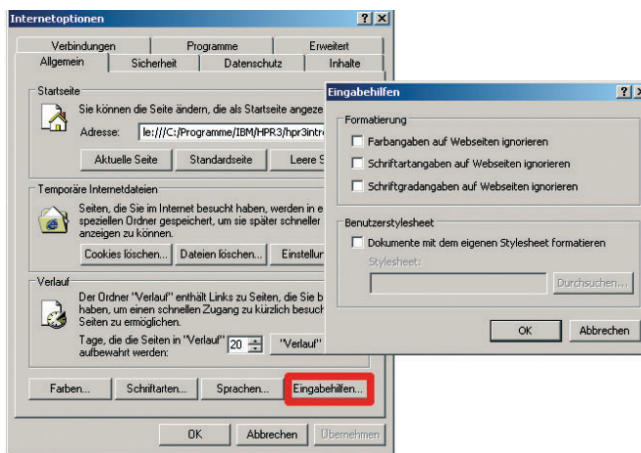 Internetoptionen
Verbindungen Programme Erweitert
Allgemein Sicherheit Datenschutz Inhalte
Startseite
Sie können die Seite ändern, die als Startseite angeze
Adresse: le:///C:/Programme/IBM/HPR3/hpr3intr
Aktuelle Seite Standardseite Leere S
Temporäre Internetdateien
Seiten, die Sie im Internet besucht haben, werden in e
speziellen Ordner gespeichert, um sie später schneller
anzeigen zu können.
Cookies löschen... Dateien löschen... Einstellur
Verlauf
Der Ordner "Verlauf" enthält Links zu Seiten, die Sie b
haben, um einen schnellen Zugang zu kürzlich besuch
Seiten zu ermöglichen.
Tage, die die Seiten in "Verlauf" 20 "Verlauf"
aufbewahrt werden:
Farben... Schriftarten... Sprachen... Eingabehilfen...
OK Abbrechen Übernehmen
Eingabehilfen
Formatierung
Farbangaben auf Webseiten ignorieren
Schriftartangaben auf Webseiten ignorieren
Schriftgradangaben auf Webseiten ignorieren
Benutzerstylesheet
Dokumente mit dem eigenen Stylesheet formatieren
Stylesheet:
Durchsuchen...
OK Abbrechen